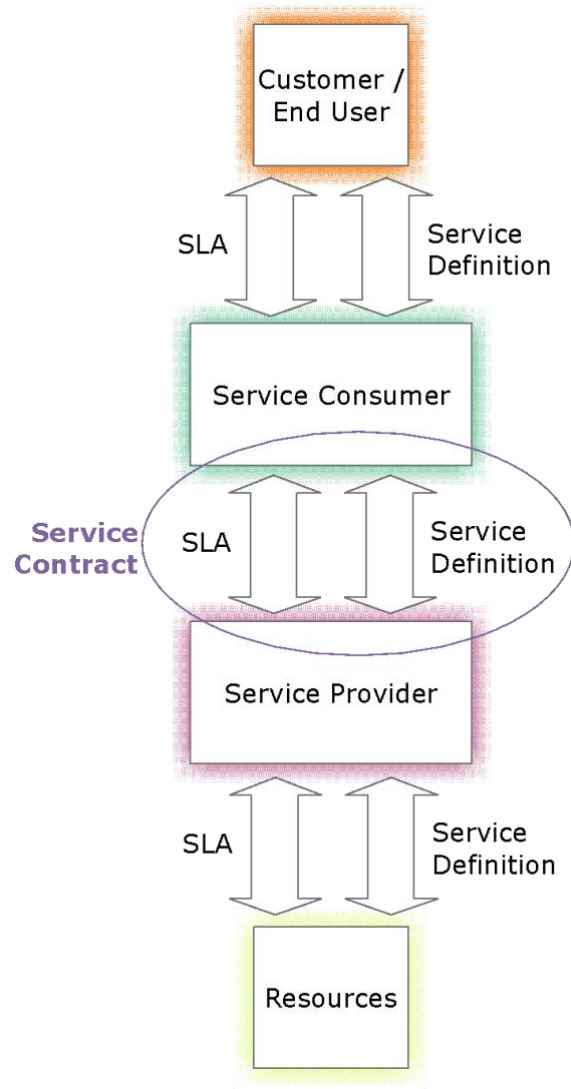 Customer /
End User
SLA
Service
Definition
Service Consumer
Service
Contract
SLA
Service
Definition
Service Provider
SLA
Service
Definition
Resources